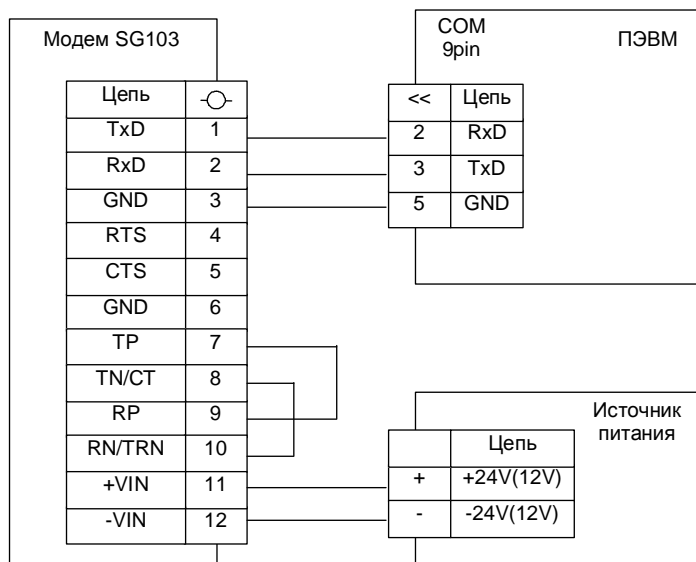 Модем SG103
Цепь
TxD 1
RxD 2
GND 3
RTS 4
CTS 5
GND 6
TP 7
TN/CT 8
RP 9
RN/TRN 10
+VIN 11
-VIN 12
COM
9pin
ПЭВМ
<< Цепь
2 RxD
3 TxD
5 GND
Источник
питания
Цепь
+ +24V(12V)
- -24V(12V)